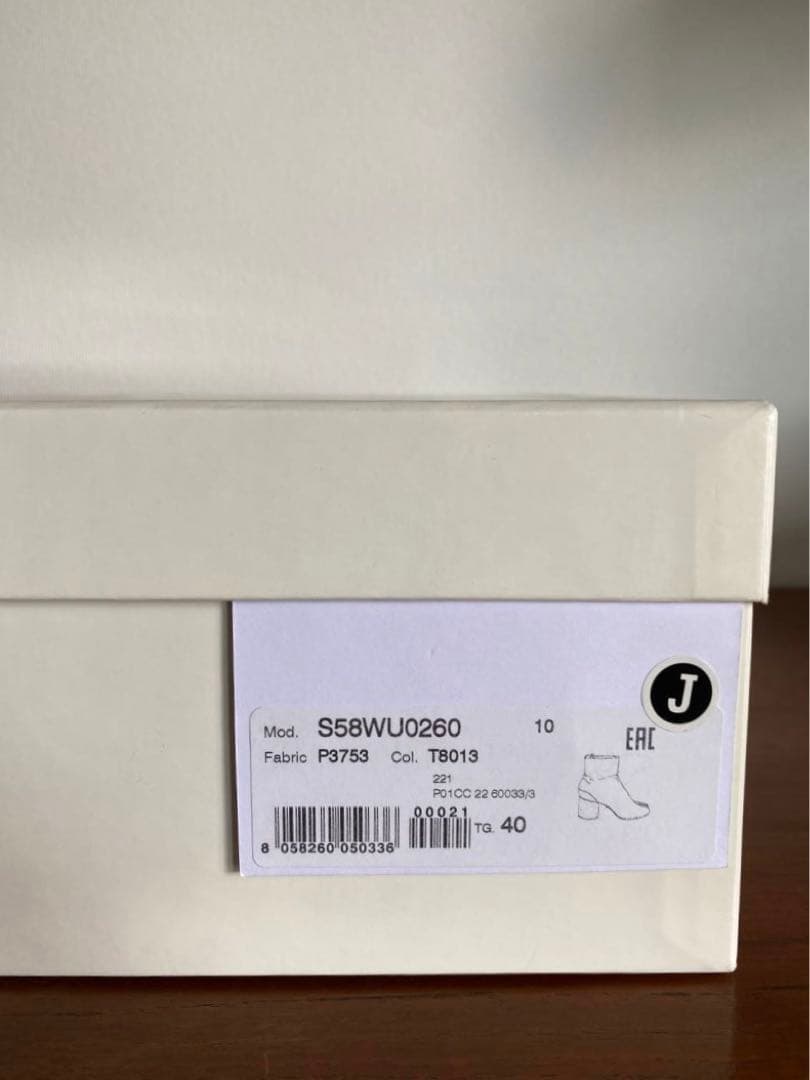 J
Mod. S58WU0260 10
EAC
Fabric P3753 Col. T8013
221
P01CC 22 60033/3
00021
TG. 40
8 058260 050336